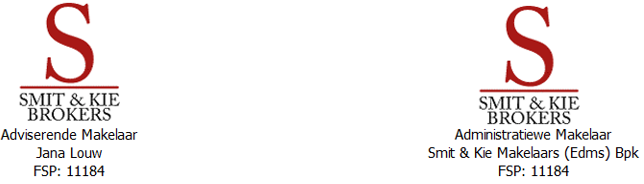 S
SMIT & KIE
BROKERS
Adviserende Makelaar
Jana Louw
FSP: 11184
S
SMIT & KIE
BROKERS
Administratiewe Makelaar
Smit & Kie Makelaars (Edms) Bpk
FSP: 11184